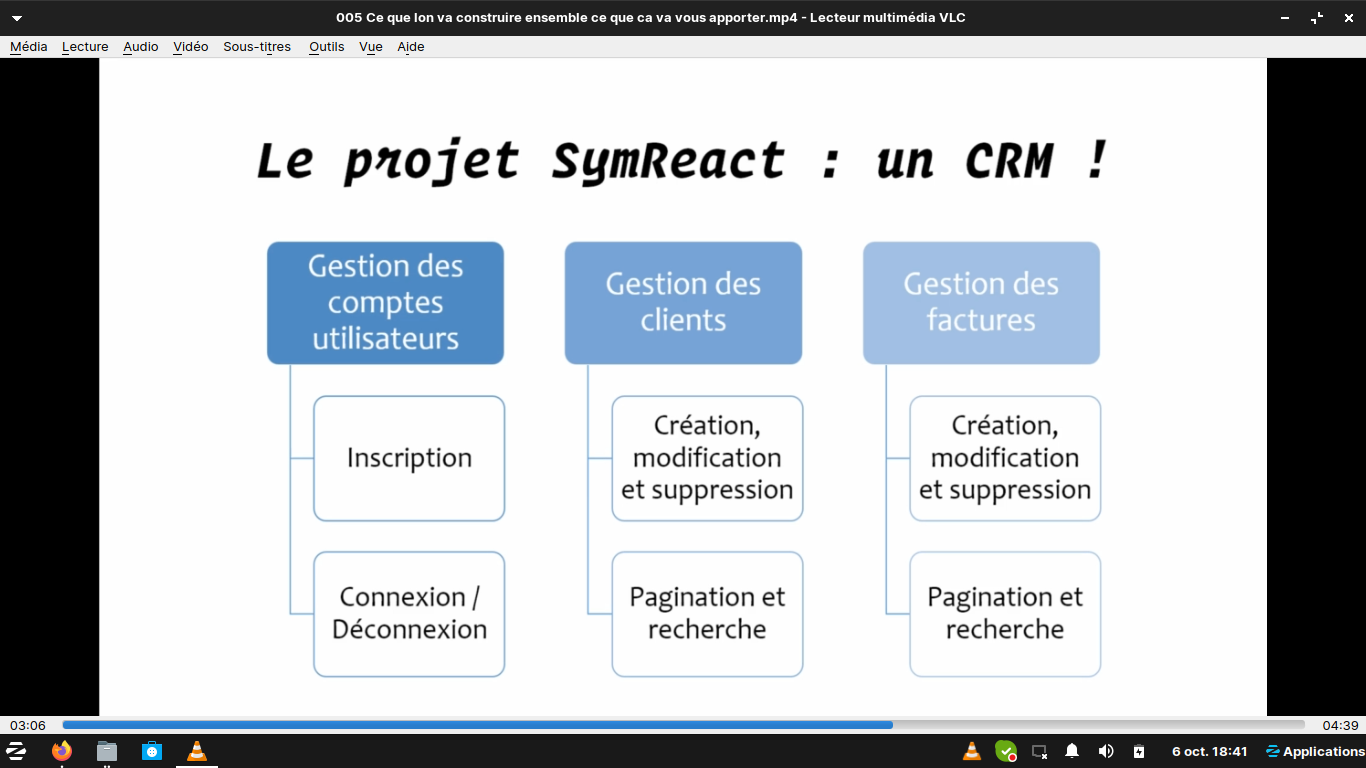 005 Ce que lon va construire ensemble ce que ca va vous apporter.mp4 - Lecteur multimédia VLC
Média Lecture Audio Vidéo Sous-titres Outils Vue Aide
Le projet SymReact : un CRM !
Gestion des
comptes
utilisateurs
Inscription
Connexion /
Déconnexion
Gestion des
clients
Création,
modification
et suppression
Pagination et
recherche
Gestion des
factures
Création,
modification
et suppression
Pagination et
recherche
03:06
04:39
6 oct. 18:41
Applications